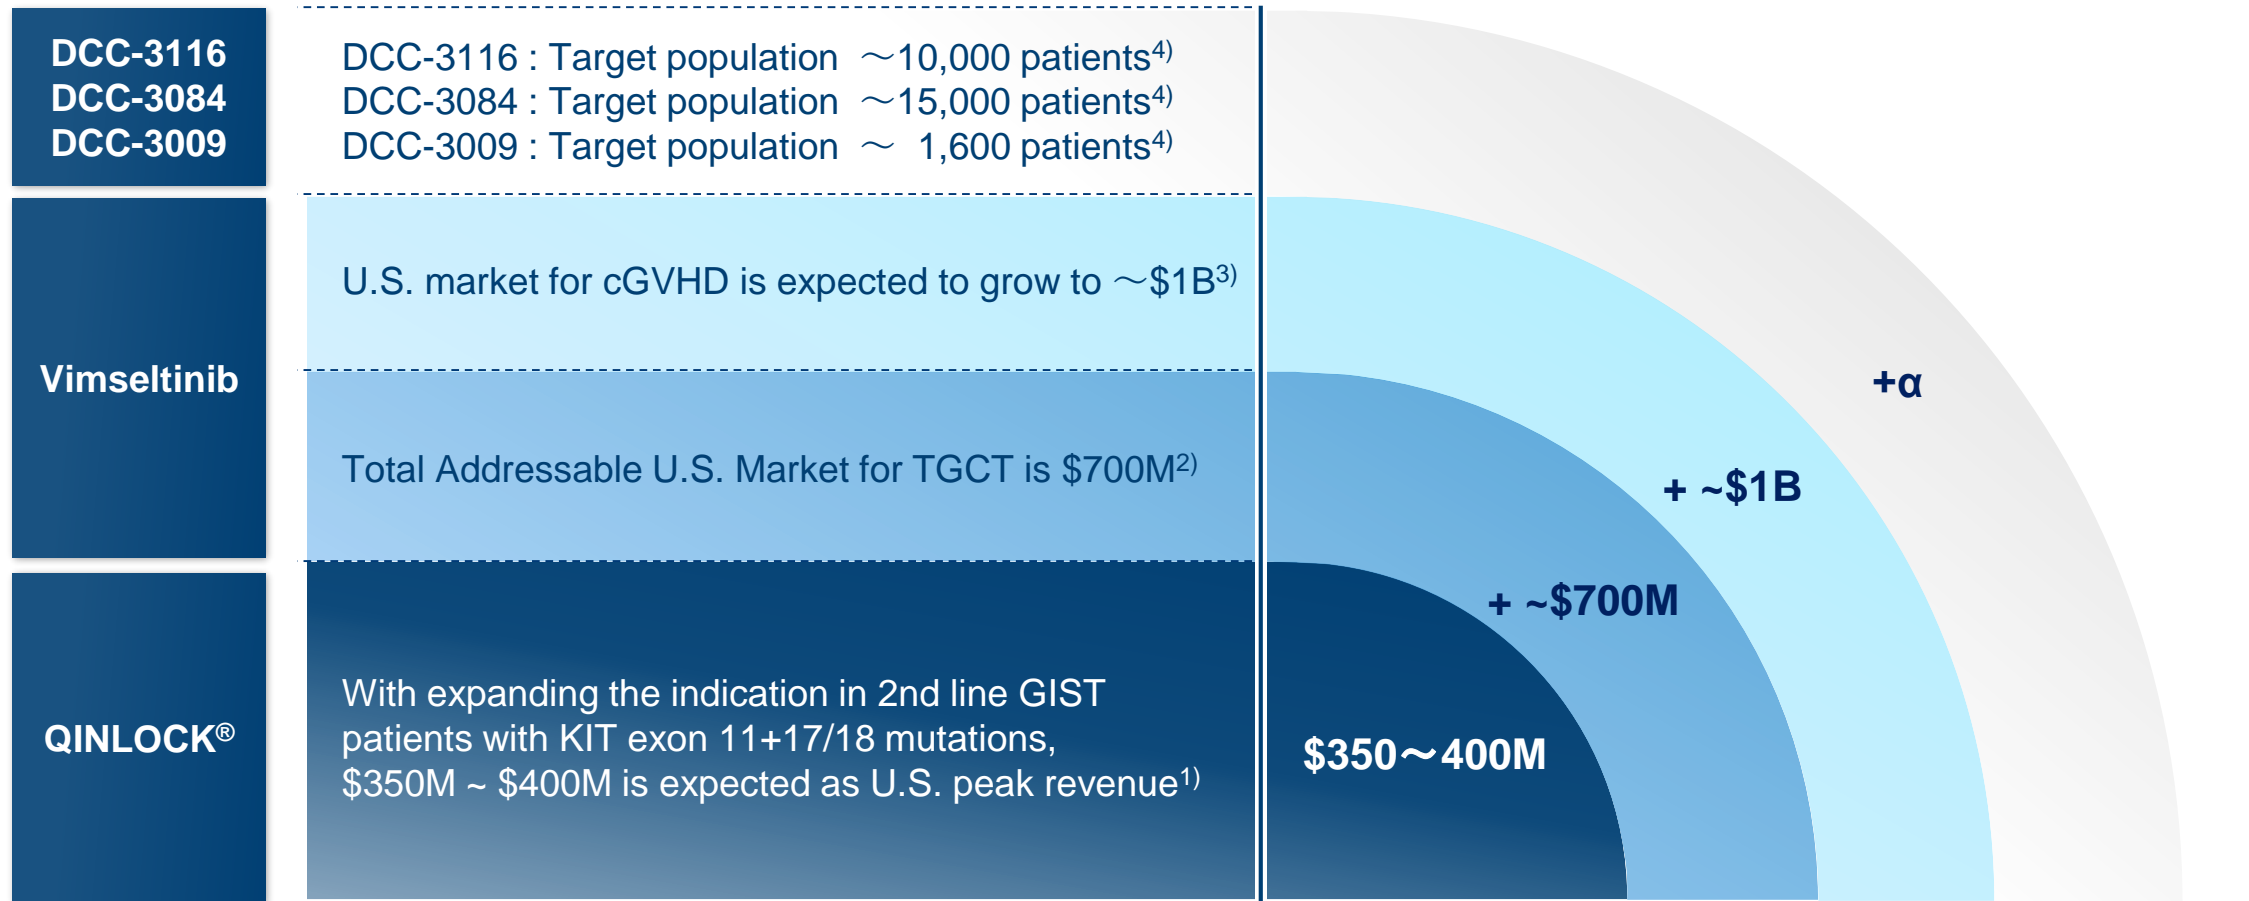 DCC-3116
DCC-3084
DCC-3009
DCC-3116 : Target population ～10,000 patients4)
DCC-3084 : Target population ～15,000 patients4)
DCC-3009 : Target population ～ 1,600 patients4)
Vimseltinib
U.S. market for cGVHD is expected to grow to ～$1B3)
Total Addressable U.S. Market for TGCT is $700M2)
QINLOCK®
With expanding the indication in 2nd line GIST
patients with KIT exon 11+17/18 mutations,
$350M ~ $400M is expected as U.S. peak revenue1)
+α
+ ~$1B
+ ~$700M
$350～400M